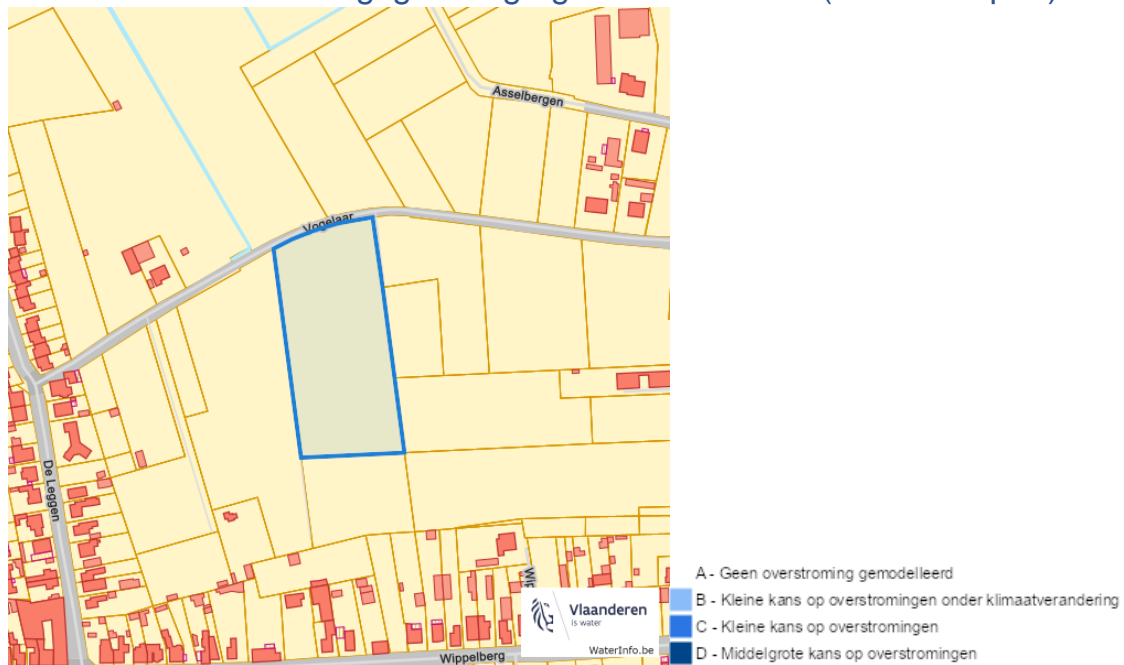 Asselbergen
Vogelaar
De Leggen
Vlaanderen
is water
WaterInfo.be
Wippelberg
A - Geen overstroming gemodelleerd
B - Kleine kans op overstromingen onder klimaatverandering
C - Kleine kans op overstromingen
D - Middelgrote kans op overstromingen